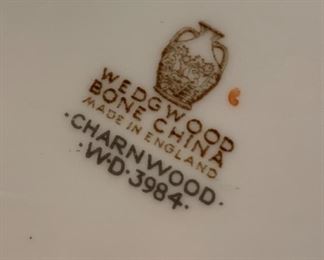 WEDGWOOD
BONE CHINA
MADE IN ENGLAND
·CHARNWOOD·
·W·D·3984·